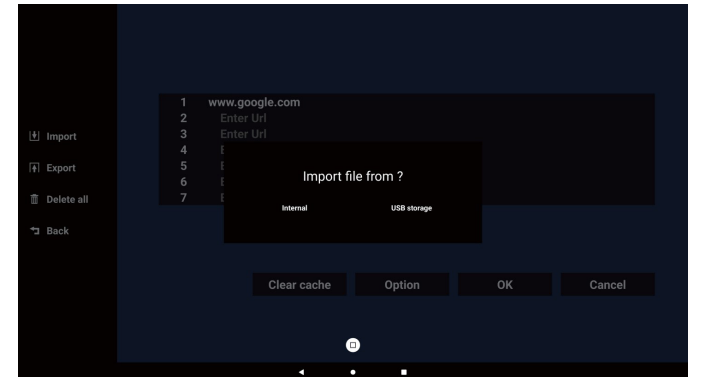 1 www.google.com
2 Enter Url
3 Enter Url
4 E
5 E
6 E
7 E
Import
Export
Delete all
Back
Import file from ?
Internal USB storage
Clear cache Option OK Cancel